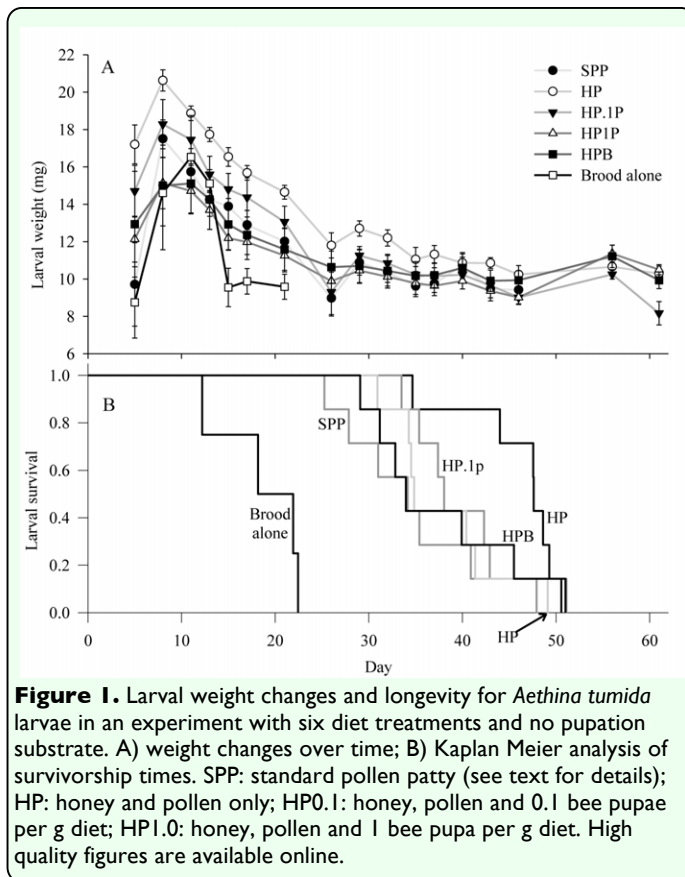 22
20
18
16
14
12
10
8
6
Larval weight (mg)
A
SPP
HP
HP.1P
HP1P
HPB
Brood alone
1.0
0.8
0.6
0.4
0.2
0.0
Larval survival
B
SPP
HP.1p
Brood
alone
HPB
HP
HP
0
10
20
30
40
50
60
Day
Figure 1. Larval weight changes and longevity for Aethina tumida
larvae in an experiment with six diet treatments and no pupation
substrate. A) weight changes over time; B) Kaplan Meier analysis of
survivorship times. SPP: standard pollen patty (see text for details);
HP: honey and pollen only; HP0.1: honey, pollen and 0.1 bee pupae
per g diet; HP1.0: honey, pollen and 1 bee pupa per g diet. High
quality figures are available online.